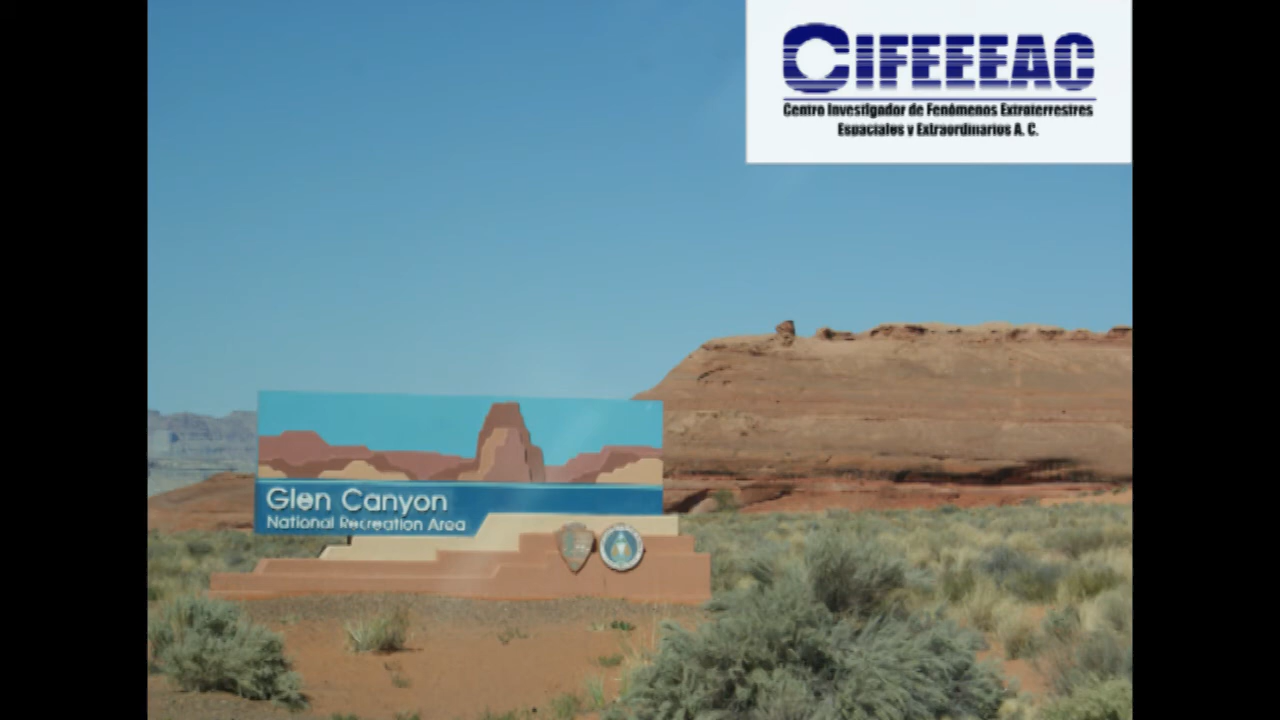 CIFEEEAC
Centro Investigador de Fenómenos Extraterrestres
Espaciales y Extraordinarios A. C.
Glen Canyon
National Recreation Area